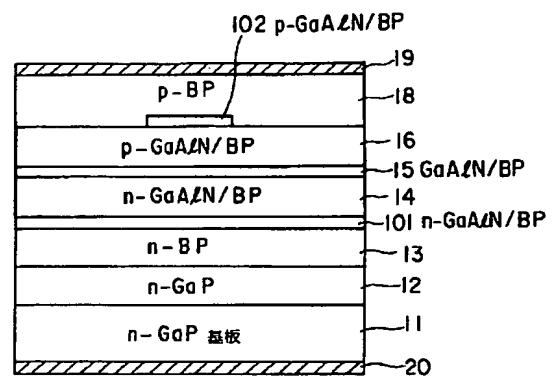 102 p-GaAℓN/BP
19
p-BP
18
p-GaAℓN/BP
16
15 GaAℓN/BP
n-GaAℓN/BP
14
101 n-GaAℓN/BP
n-BP
13
n-GaP
12
n-GaP 基板
11
20